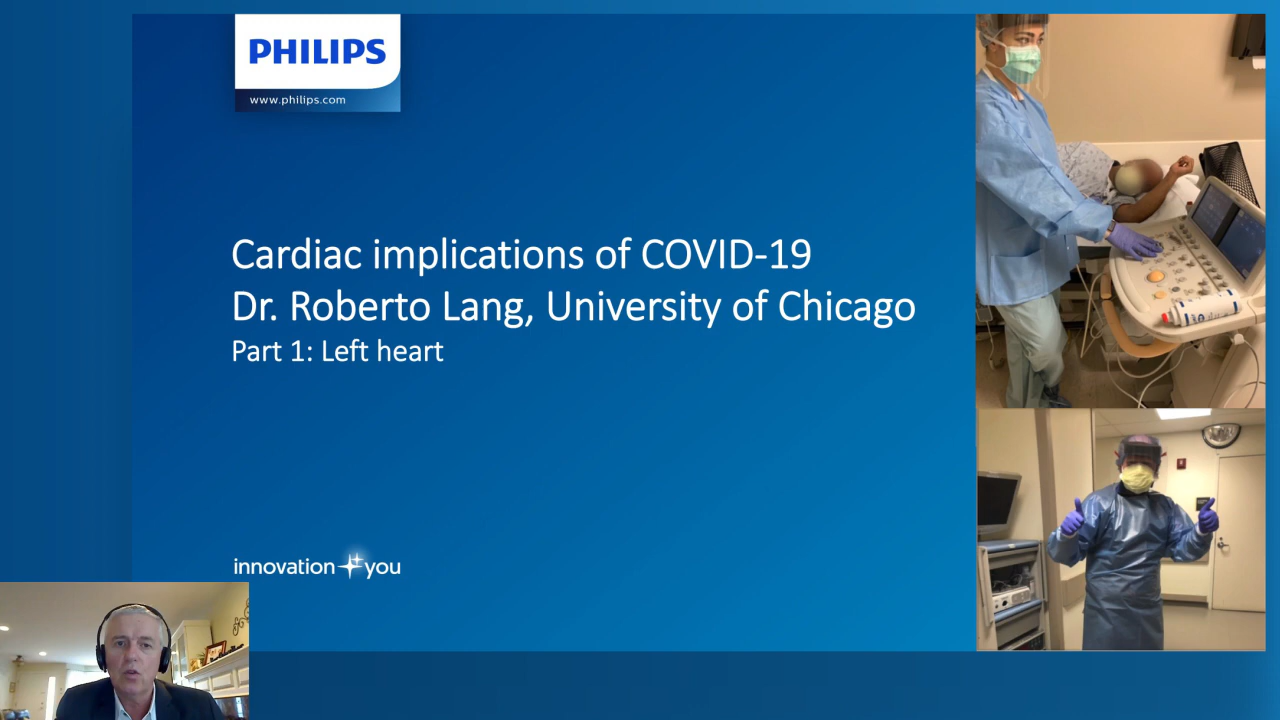 PHILIPS
www.philips.com
Cardiac implications of COVID-19
Dr. Roberto Lang, University of Chicago
Part 1: Left heart
innovation you